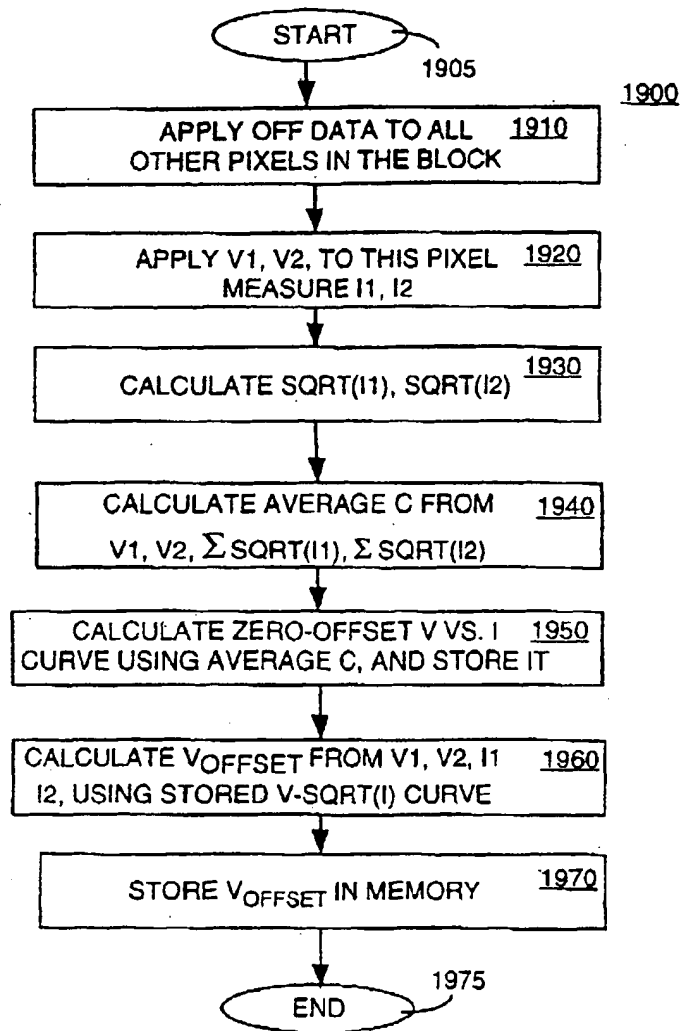 START
1905
1900
APPLY OFF DATA TO ALL 1910
OTHER PIXELS IN THE BLOCK
APPLY V1, V2, TO THIS PIXEL 1920
MEASURE I1, I2
1930
CALCULATE SQRT(I1), SQRT(I2)
CALCULATE AVERAGE C FROM 1940
V1, V2, Σ SQRT(I1), Σ SQRT(I2)
CALCULATE ZERO-OFFSET V VS. I 1950
CURVE USING AVERAGE C, AND STORE IT
CALCULATE VOFFSET FROM V1, V2, I1 1960
I2, USING STORED V-SQRT(I) CURVE
STORE VOFFSET IN MEMORY 1970
1975
END